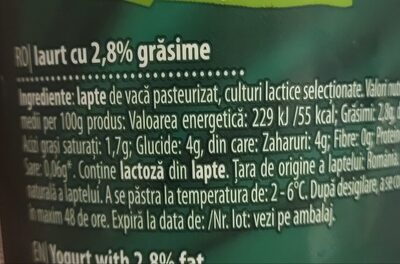 RO| Iaurt cu 2,8% grăsime
Ingrediente: lapte de vacă pasteurizat, culturi lactice selecționate. Valori
medii per 100g produs: Valoarea energetică: 229 kJ /55 kcal; Grăsimi: 2,8g,
Acizi grași saturați: 1,7g; Glucide: 4g, din care: Zaharuri: 4g; Fibre: 0g;
Sare: 0,06g*. Conține lactoză din lapte. Țara de origine a laptelui: România.
naturală a laptelui. A se păstra la temperatura de: 2 - 6°C. După desigilare, a se
în maxim 48 de ore. Expiră la data de: /Nr. lot: vezi pe ambalaj.
EN| Yogurt with 2,8% fat